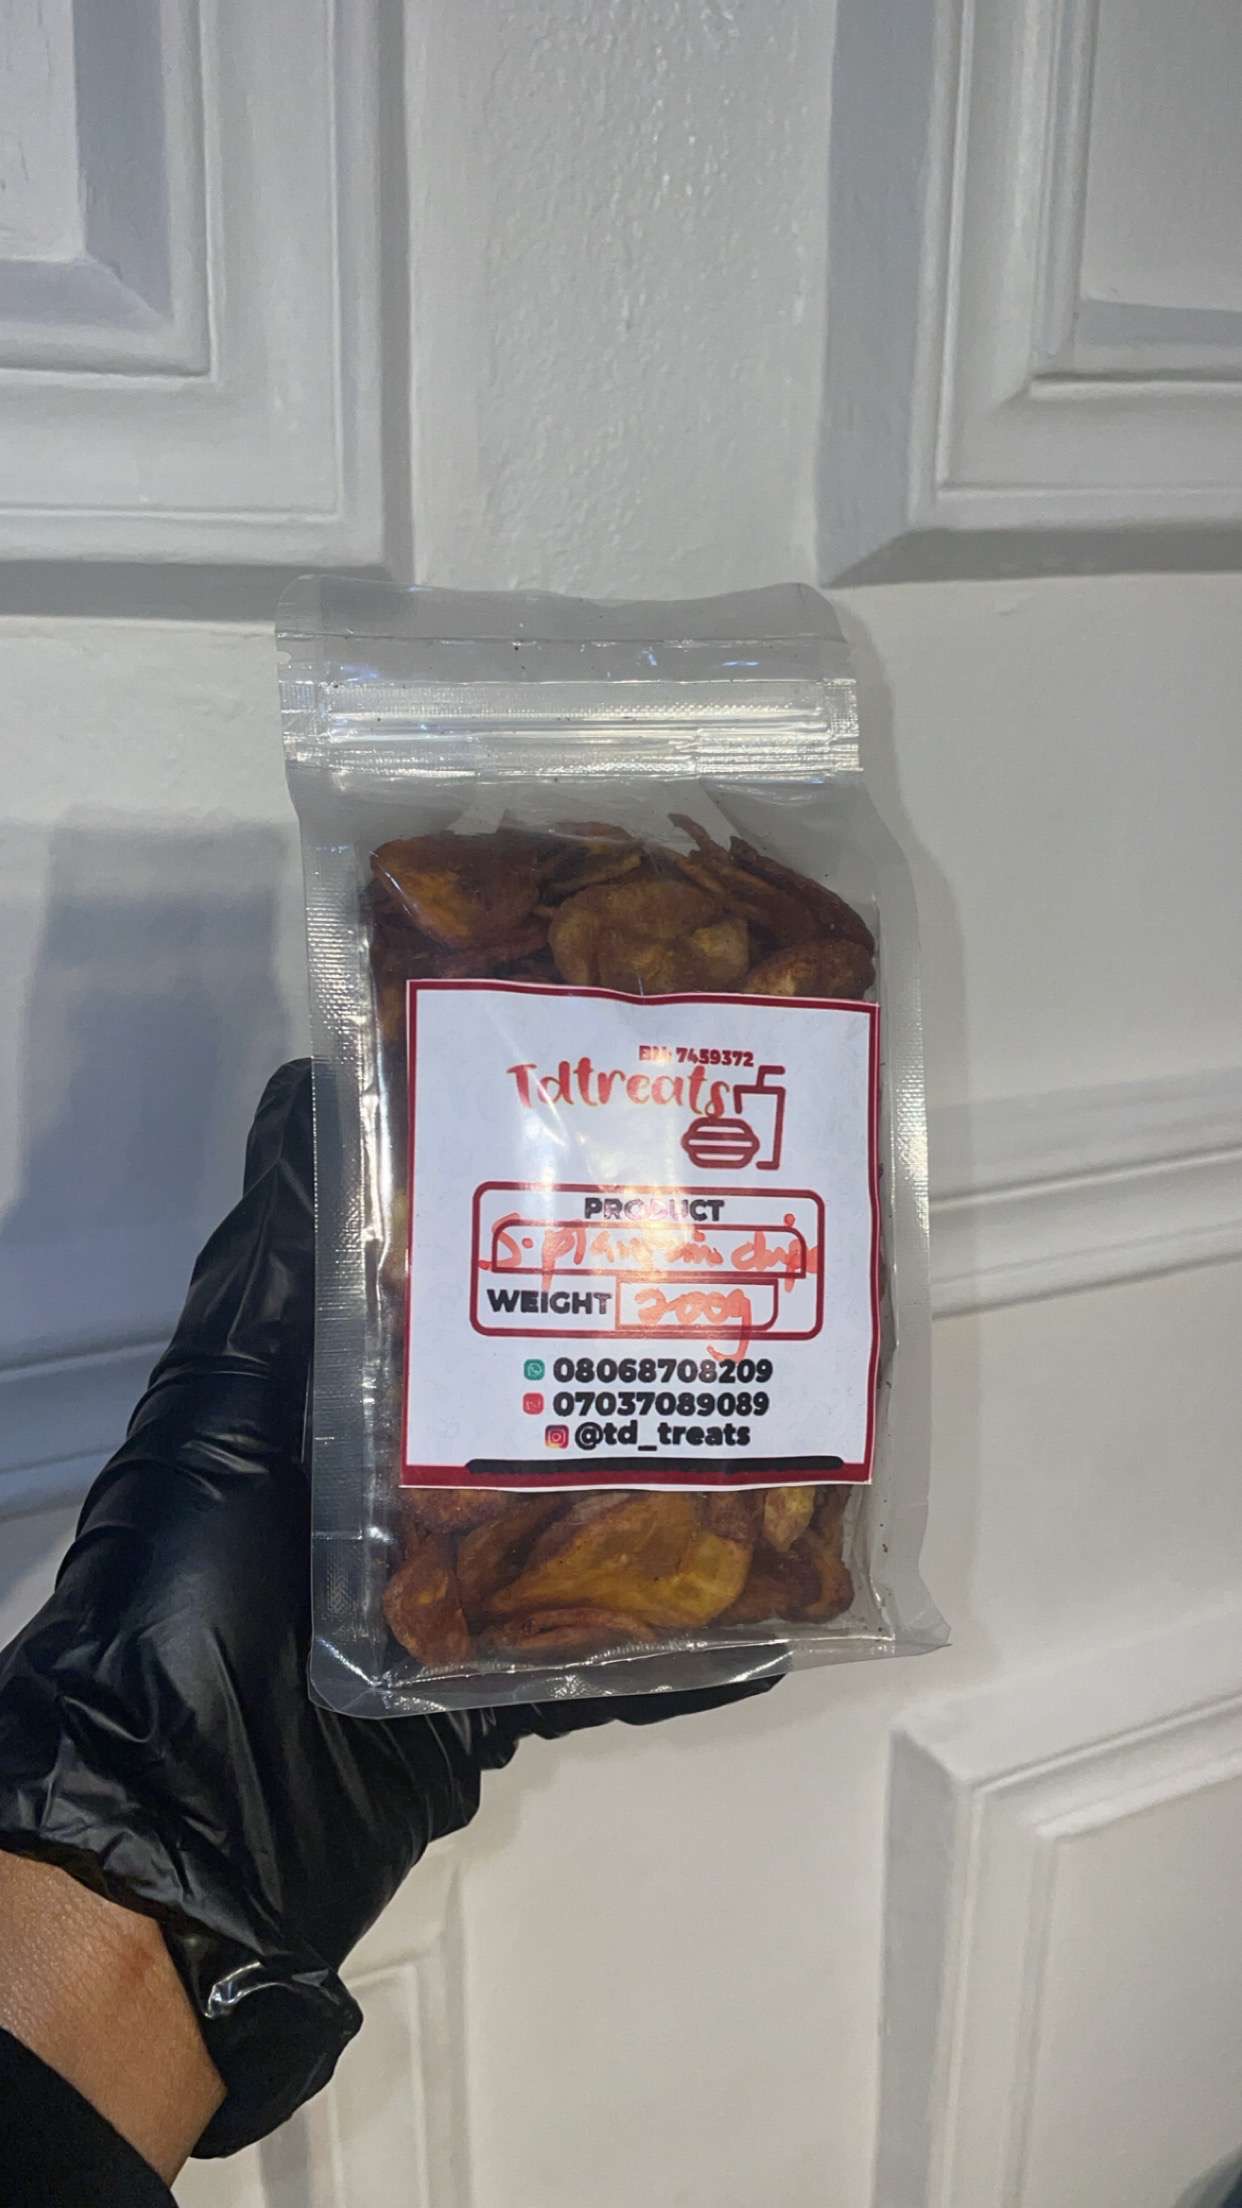 BN: 7459372
Tdtreats
PRODUCT
S. plantain chips
WEIGHT 200g
08068708209
07037089089
@td_treats